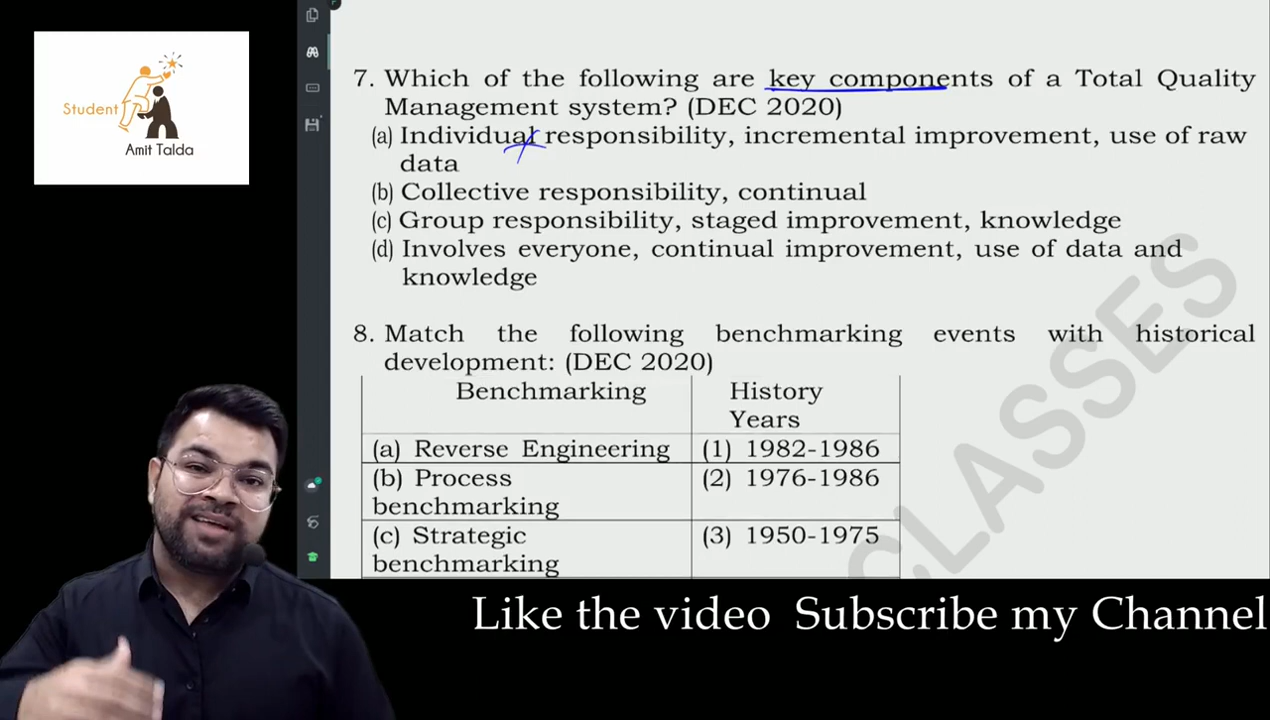 Student
Amit Talda
7. Which of the following are key components of a Total Quality
Management system? (DEC 2020)
(a) Individual responsibility, incremental improvement, use of raw
data
(b) Collective responsibility, continual
(c) Group responsibility, staged improvement, knowledge
(d) Involves everyone, continual improvement, use of data and
knowledge
8. Match the following benchmarking events with historical
development: (DEC 2020)
Benchmarking
History
Years
(a) Reverse Engineering
(1) 1982-1986
(b) Process
benchmarking
(2) 1976-1986
(c) Strategic
benchmarking
(3) 1950-1975
CLASSES
Like the video Subscribe my Channel